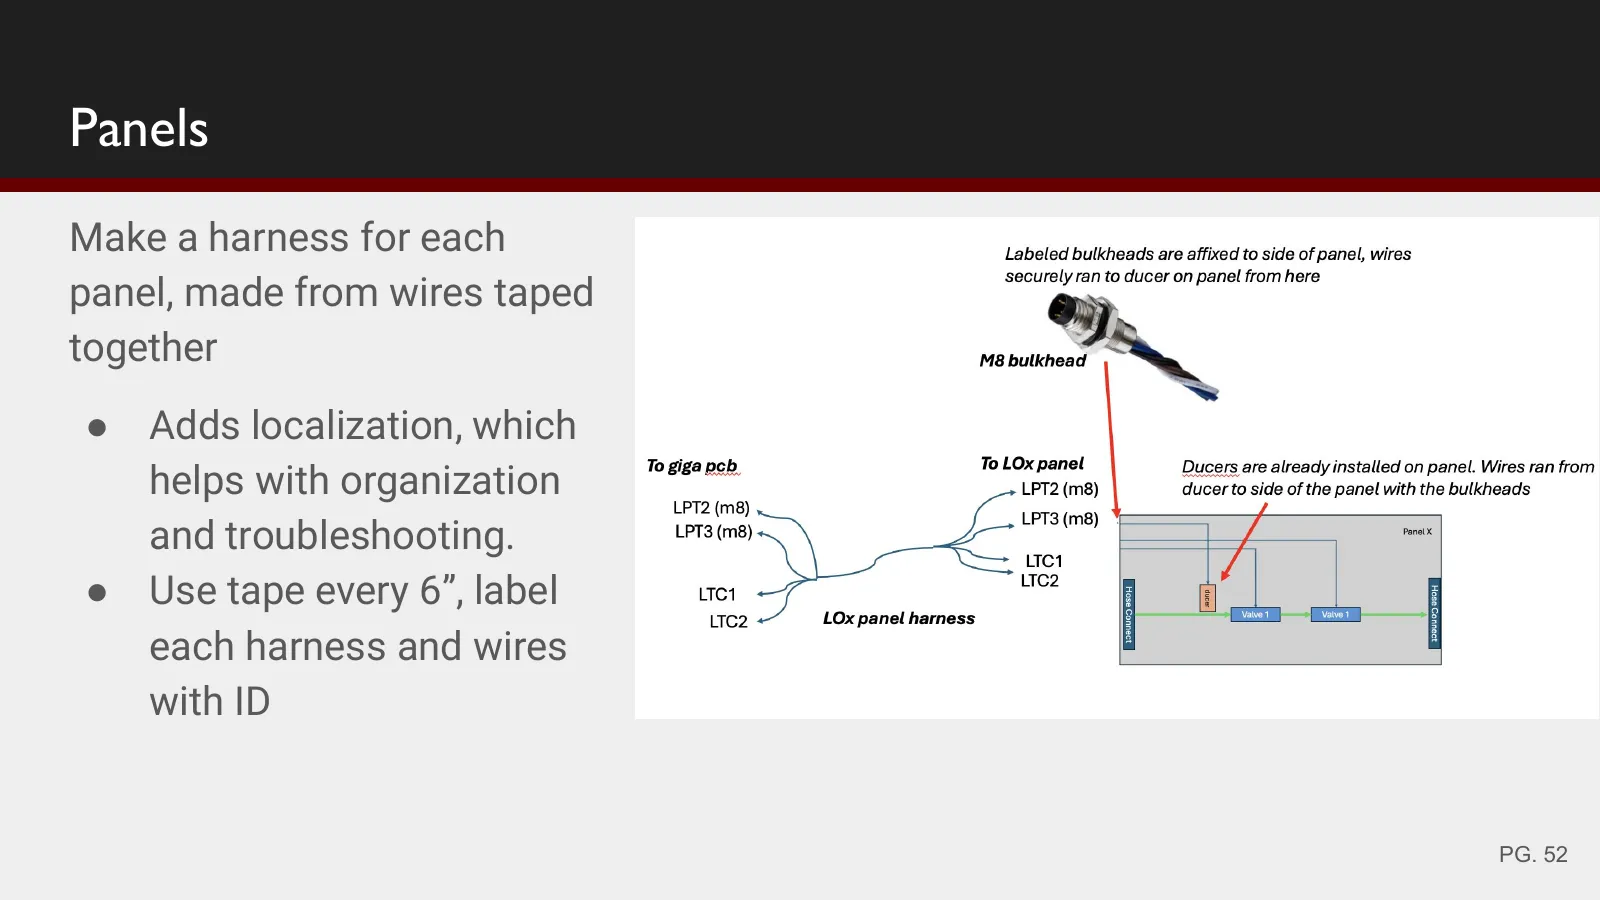 Panels
Make a harness for each
panel, made from wires taped
together
● Adds localization, which
helps with organization
and troubleshooting.
● Use tape every 6”, label
each harness and wires
with ID
Labeled bulkheads are affixed to side of panel, wires
securely ran to ducer on panel from here
M8 bulkhead
To giga pcb
LPT2 (m8)
LPT3 (m8)
LTC1
LTC2
LOx panel harness
To LOx panel
LPT2 (m8)
LPT3 (m8)
LTC1
LTC2
Ducers are already installed on panel. Wires ran from
ducer to side of the panel with the bulkheads
Panel X
Hose Connect
ducer
Valve 1
Valve 1
Hose Connect
PG. 52